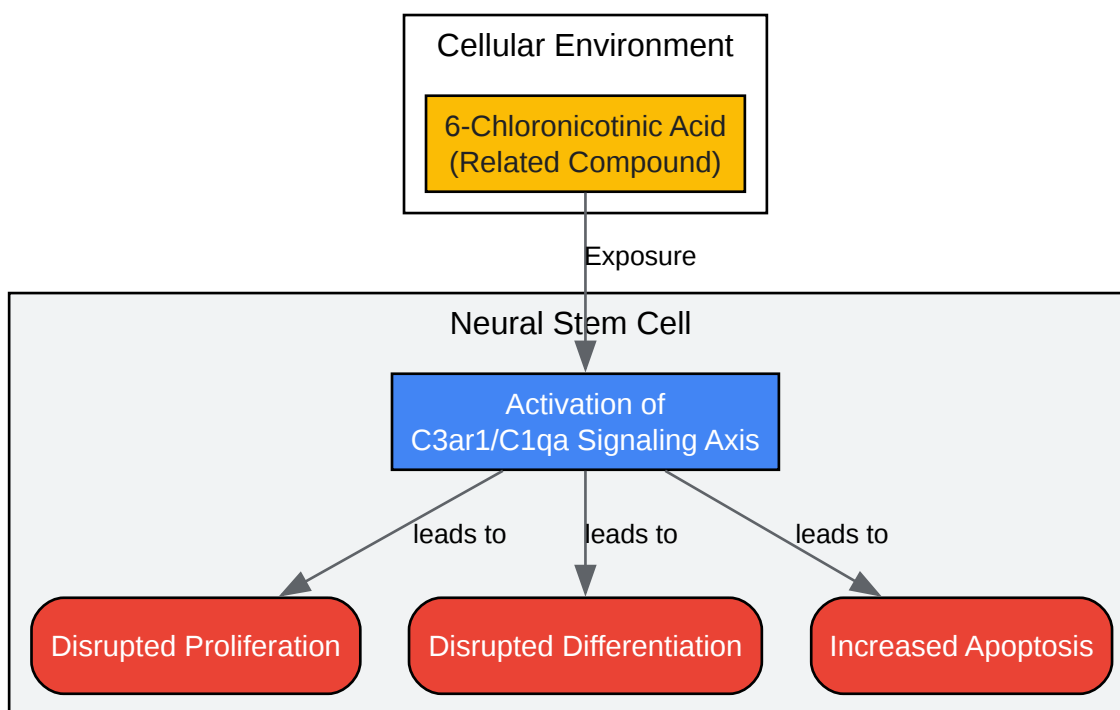 Cellular Environment
6-Chloronicotinic Acid
(Related Compound)
Exposure
Neural Stem Cell
Activation of
C3ar1/C1qa Signaling Axis
leads to
leads to
leads to
Disrupted Proliferation
Disrupted Differentiation
Increased Apoptosis